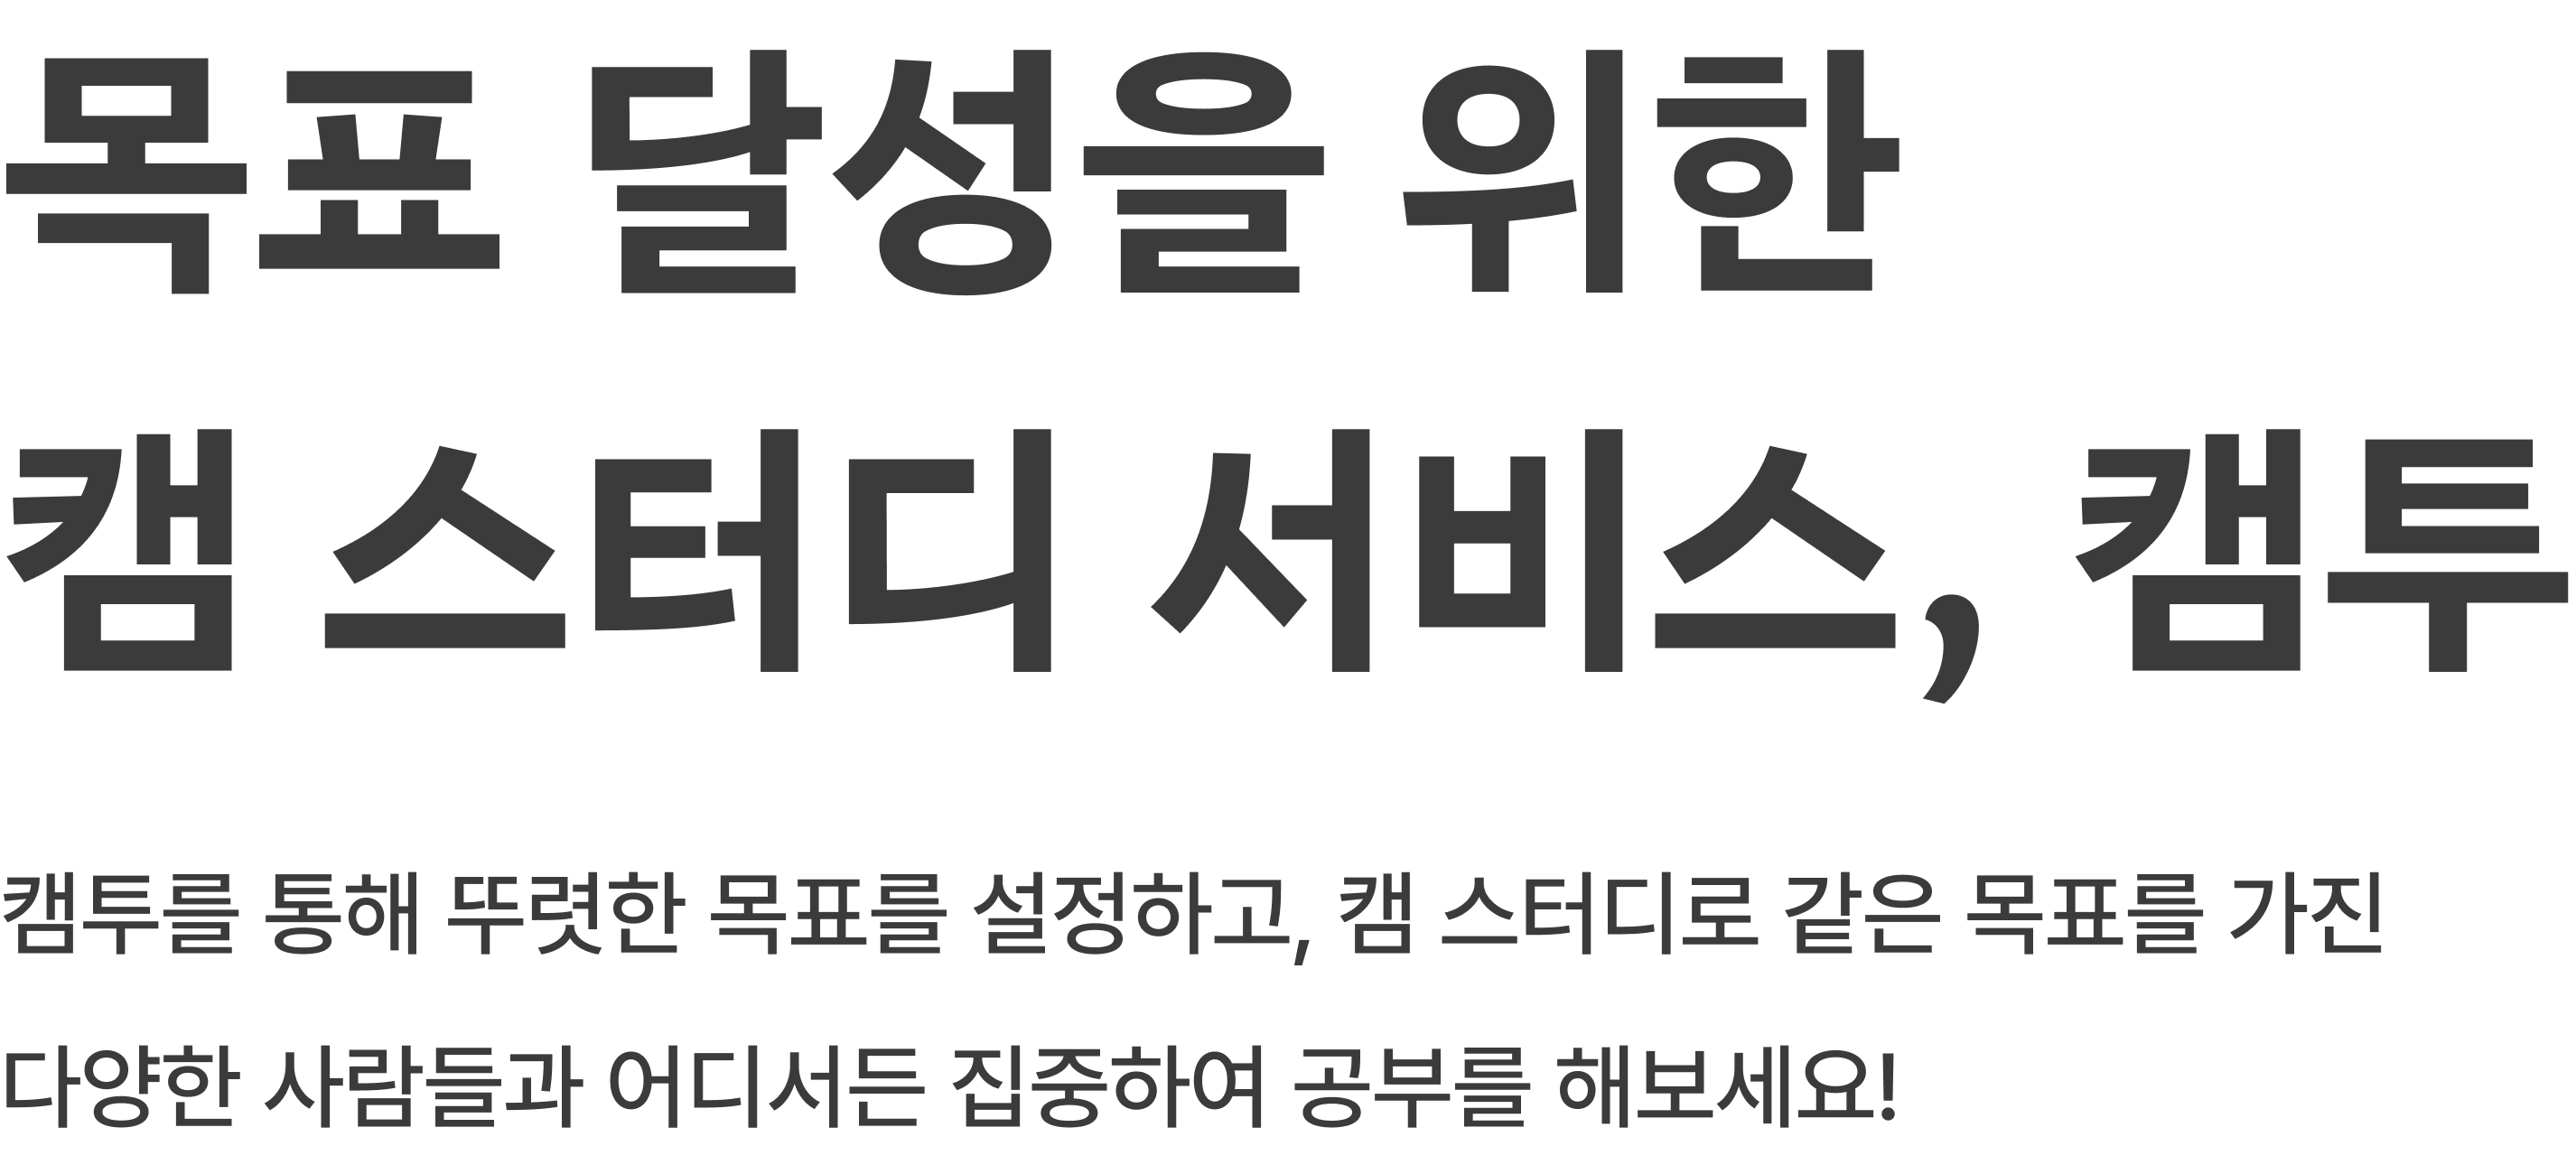 목표 달성을 위한
캠 스터디 서비스, 캠투
캠투를 통해 뚜렷한 목표를 설정하고, 캠 스터디로 같은 목표를 가진
다양한 사람들과 어디서든 집중하여 공부를 해보세요!